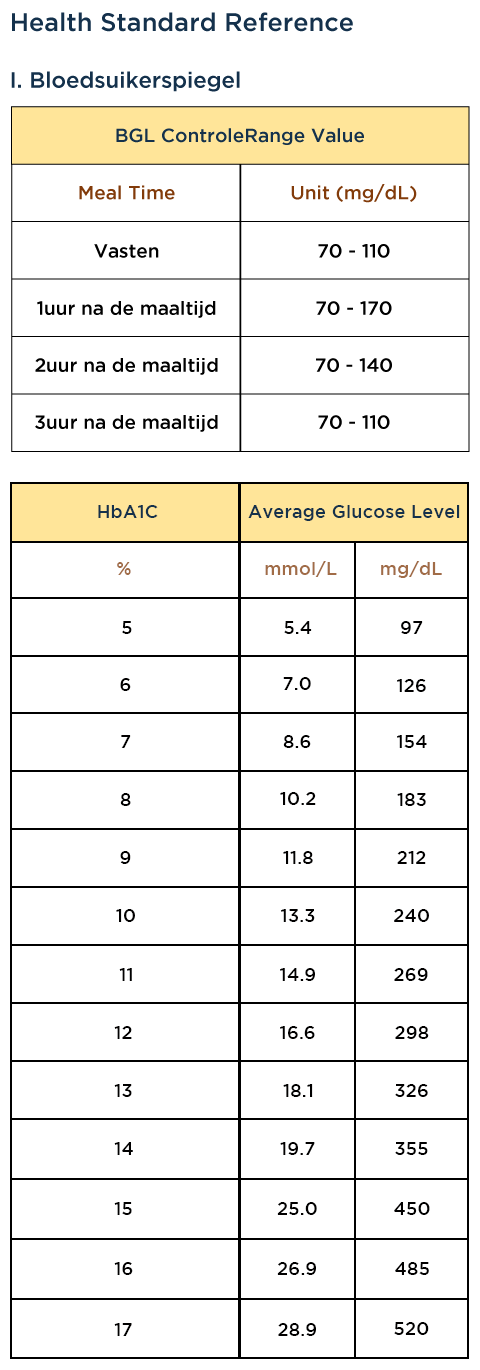 Health Standard Reference
I. Bloedsuikerspiegel
BGL ControleRange Value
Meal Time Unit (mg/dL)
Vasten 70 - 110
1uur na de maaltijd 70 - 170
2uur na de maaltijd 70 - 140
3uur na de maaltijd 70 - 110
HbA1C Average Glucose Level
% mmol/L mg/dL
5 5.4 97
6 7.0 126
7 8.6 154
8 10.2 183
9 11.8 212
10 13.3 240
11 14.9 269
12 16.6 298
13 18.1 326
14 19.7 355
15 25.0 450
16 26.9 485
17 28.9 520